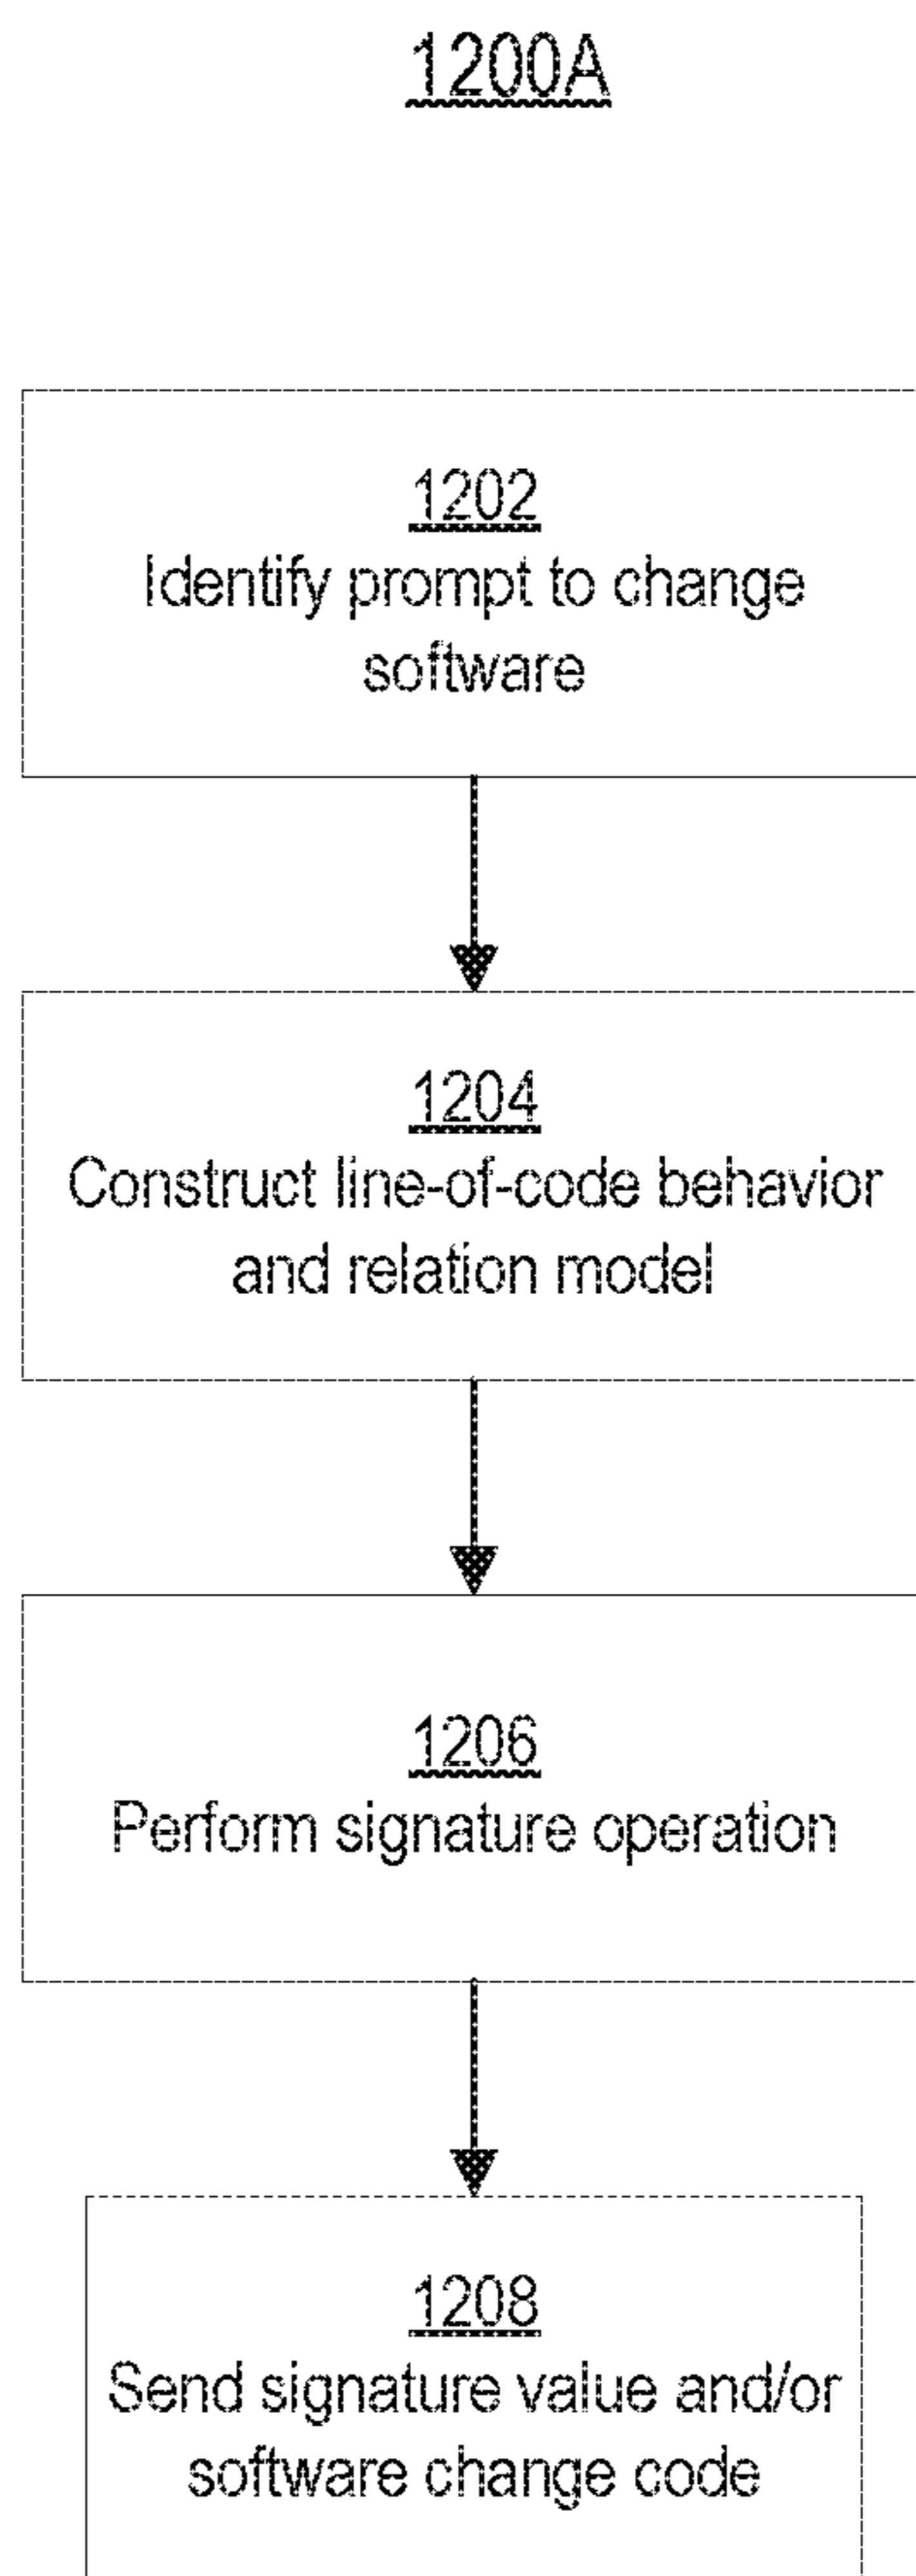 1200A
1202
Identify prompt to change
software
1204
Construct line-of-code behavior
and relation model
1206
Perform signature operation
1208
Send signature value and/or
software change code